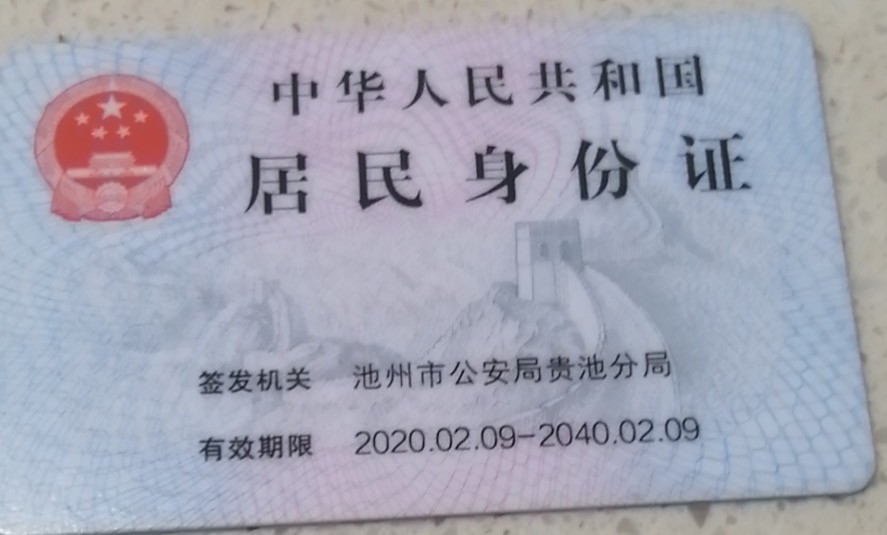 中华人民共和国
居民身份证
签发机关 池州市公安局贵池分局
有效期限 2020.02.09-2040.02.09